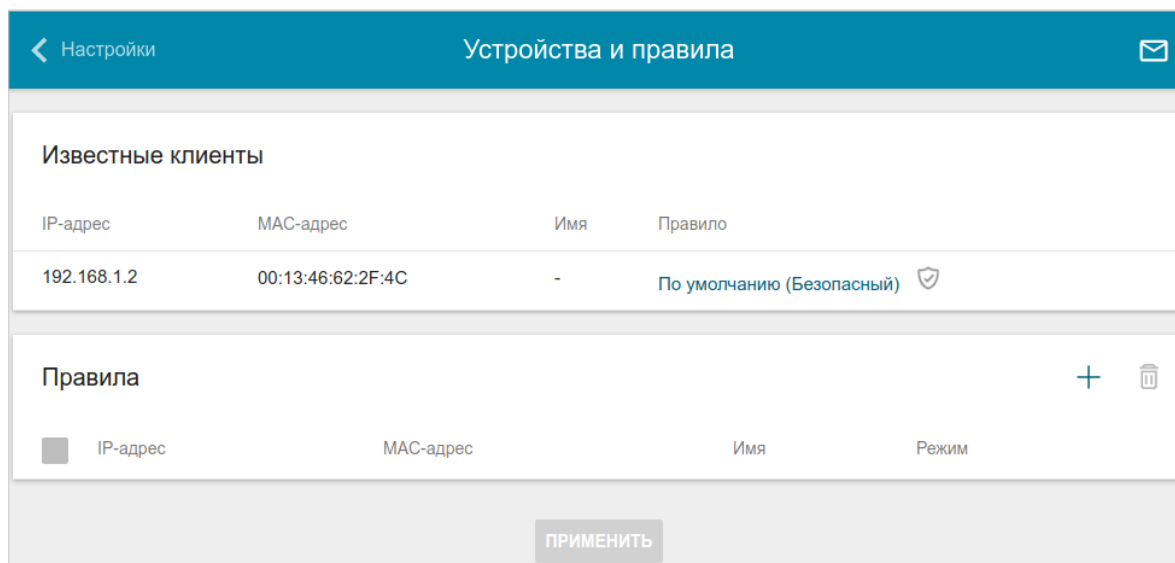 Настройки Устройства и правила
Известные клиенты
IP-адрес MAC-адрес Имя Правило
192.168.1.2 00:13:46:62:2F:4C - По умолчанию (Безопасный)
Правила
IP-адрес MAC-адрес Имя Режим
ПРИМЕНИТЬ